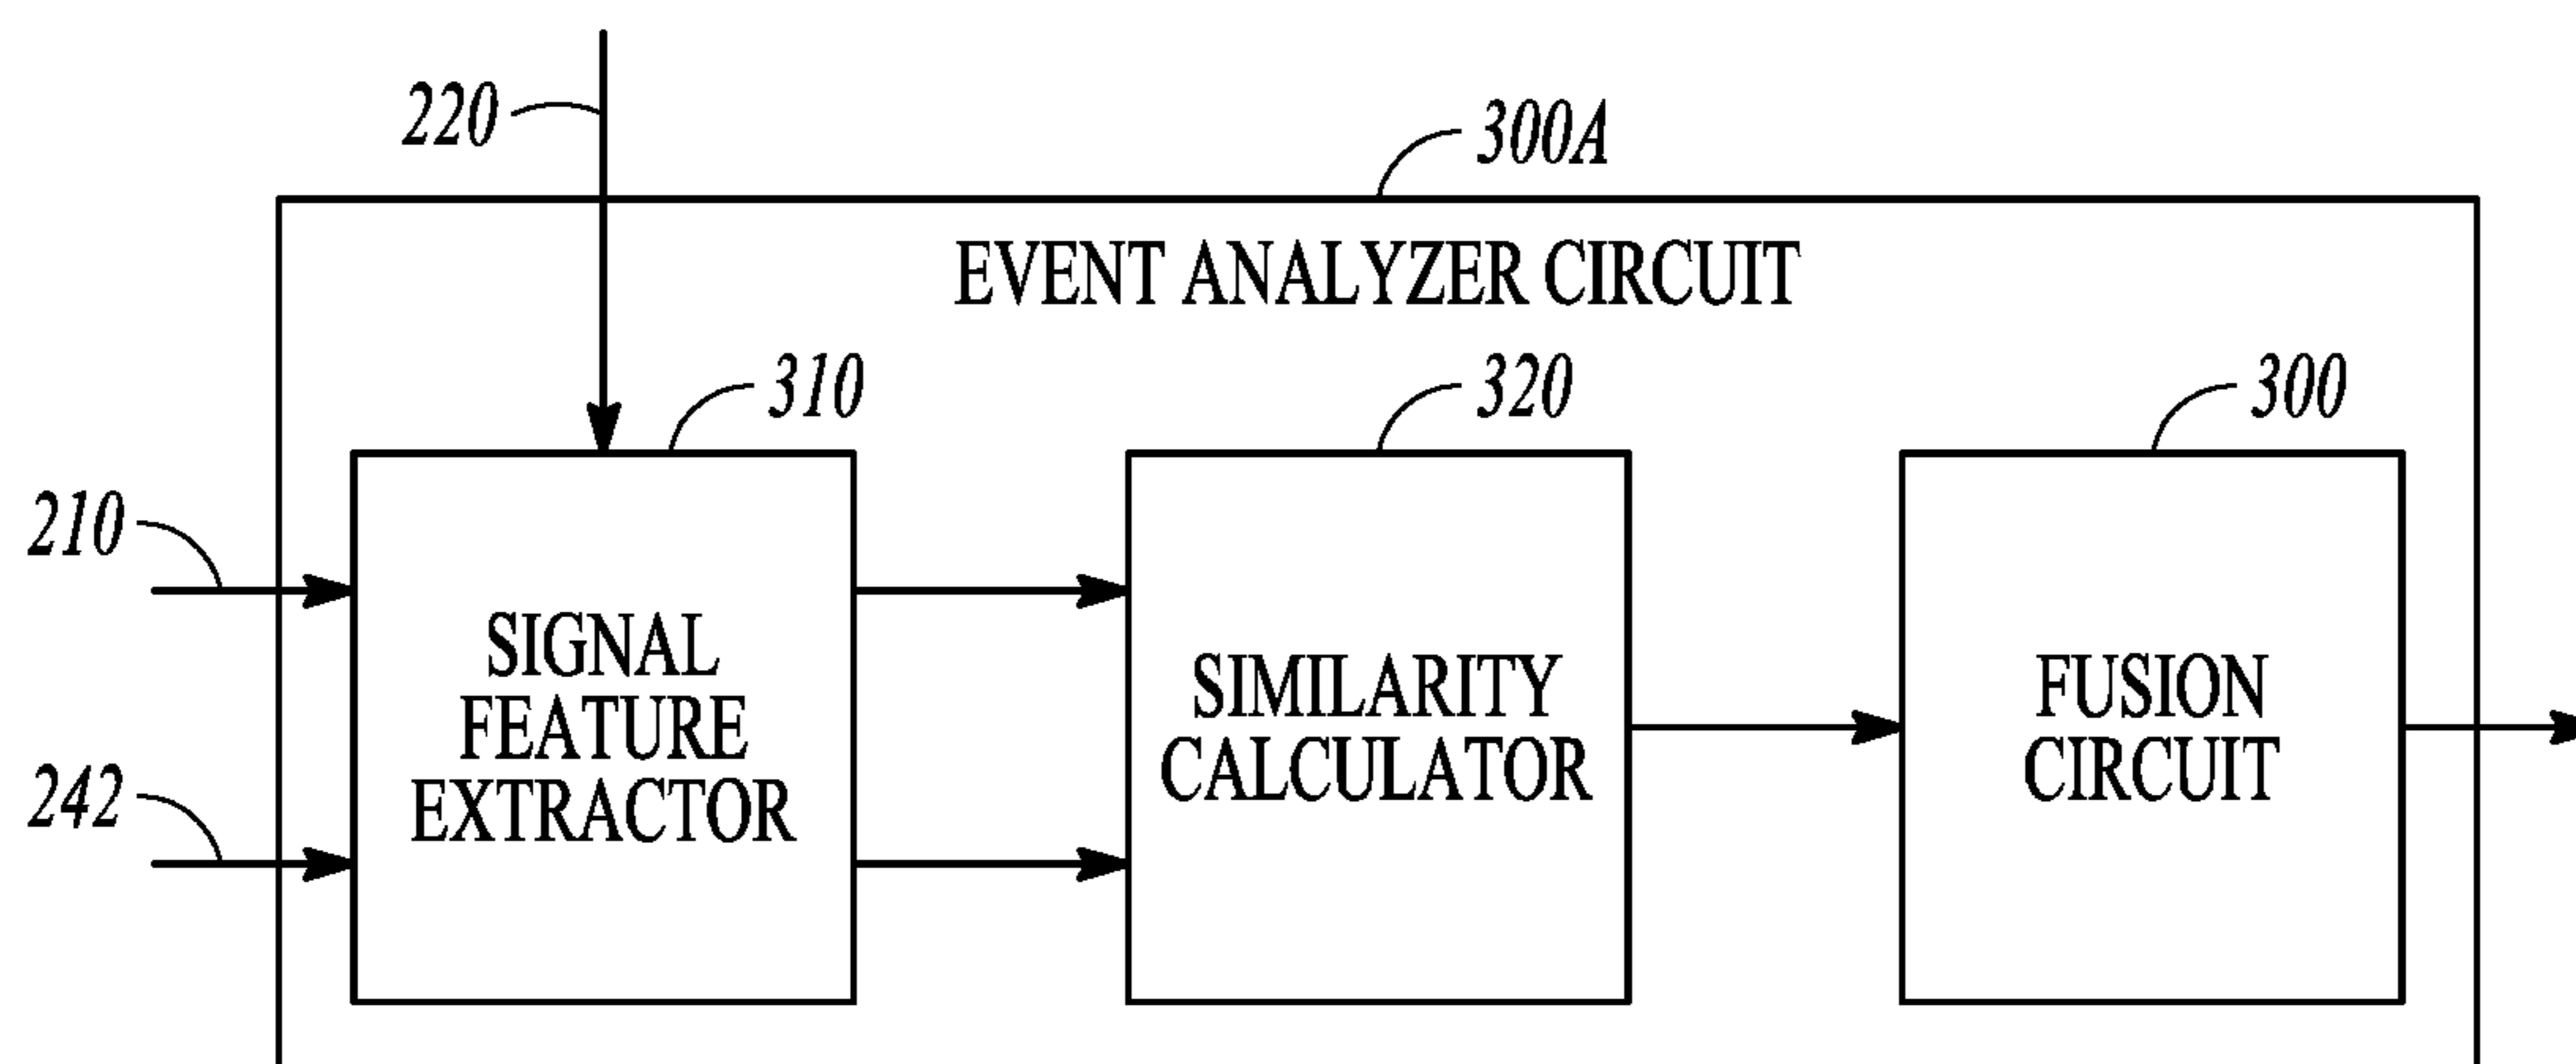 220
300A
EVENT ANALYZER CIRCUIT
310
320
300
210
242
SIGNAL
FEATURE
EXTRACTOR
SIMILARITY
CALCULATOR
FUSION
CIRCUIT